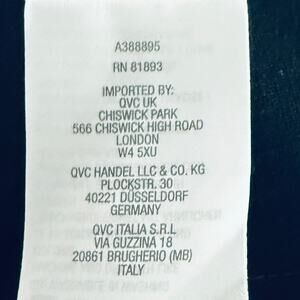 A388895
RN 81893
IMPORTED BY:
QVC UK
CHISWICK PARK
566 CHISWICK HIGH ROAD
LONDON
W4 5XU
QVC HANDEL LLC & CO. KG
PLOCKSTR. 30
40221 DÜSSELDORF
GERMANY
QVC ITALIA S.R.L
VIA GUZZINA 18
20861 BRUGHERIO (MB)
ITALY